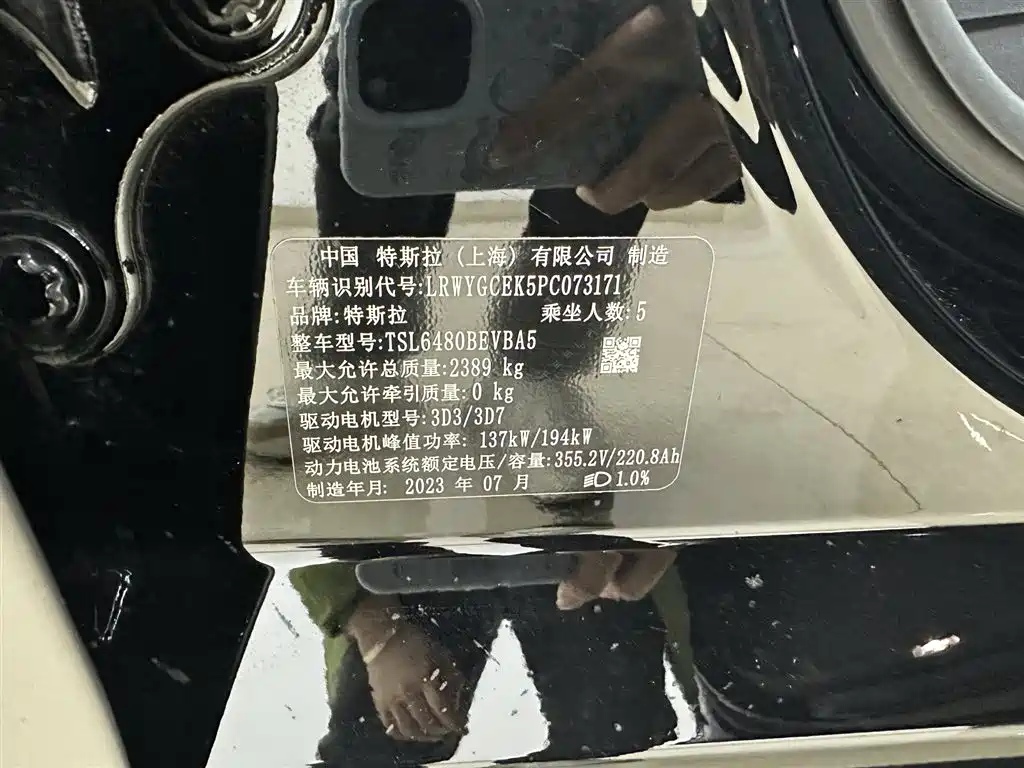 中国 特斯拉（上海）有限公司 制造
车辆识别代号:LRWYGCEK5PC073171
品牌:特斯拉 乘坐人数:5
整车型号:TSL6480BEVBA5
最大允许总质量:2389 kg
最大允许牵引质量:0 kg
驱动电机型号:3D3/3D7
驱动电机峰值功率: 137kW/194kW
动力电池系统额定电压/容量:355.2V/220.8Ah
制造年月: 2023 年 07 月 1.0%